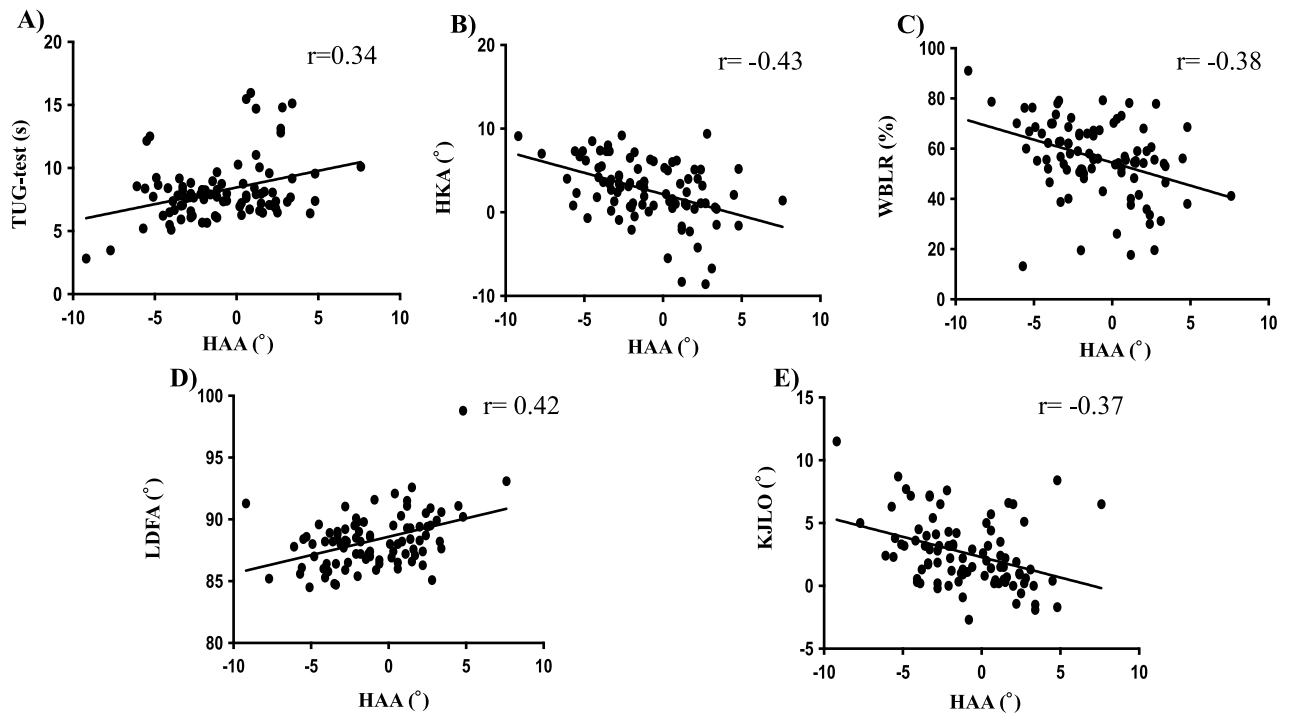 A)
r=0.34
TUG-test (s)
20
15
10
5
0
-10 -5 0 5 10
HAA (°)
B)
r= -0.43
HKA (°)
20
10
0
-10
-10 -5 0 5 10
HAA (°)
C)
r= -0.38
WBLR (%)
100
80
60
40
20
0
-10 -5 0 5 10
HAA (°)
D)
r= 0.42
LDFA (°)
100
95
90
85
80
-10 -5 0 5 10
HAA (°)
E)
r= -0.37
KJLO (°)
15
10
5
0
-5
-10 -5 0 5 10
HAA (°)